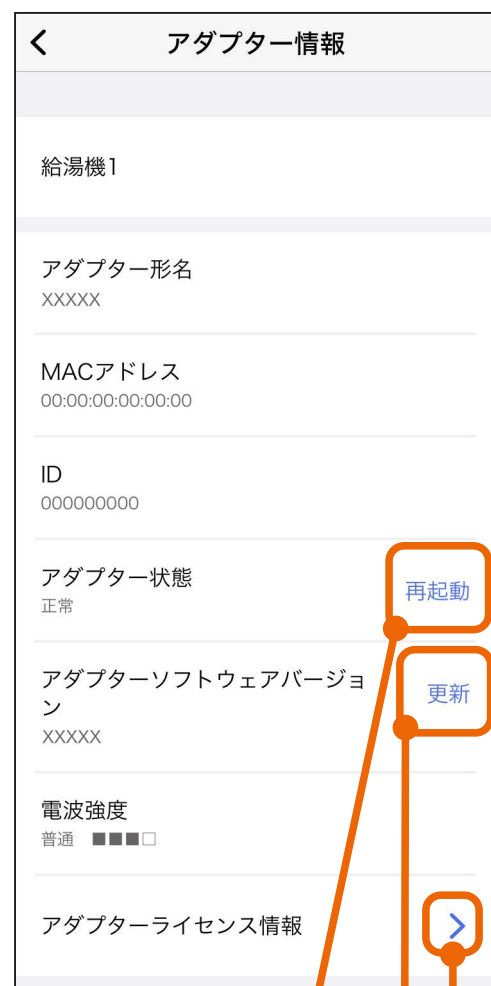 アダプター情報
給湯機1
アダプター形名
XXXXX
MACアドレス
00:00:00:00:00:00
ID
000000000
アダプター状態
正常
再起動
アダプターソフトウェアバージョ
ン
XXXXX
更新
電波強度
普通 ■■■□
アダプターライセンス情報